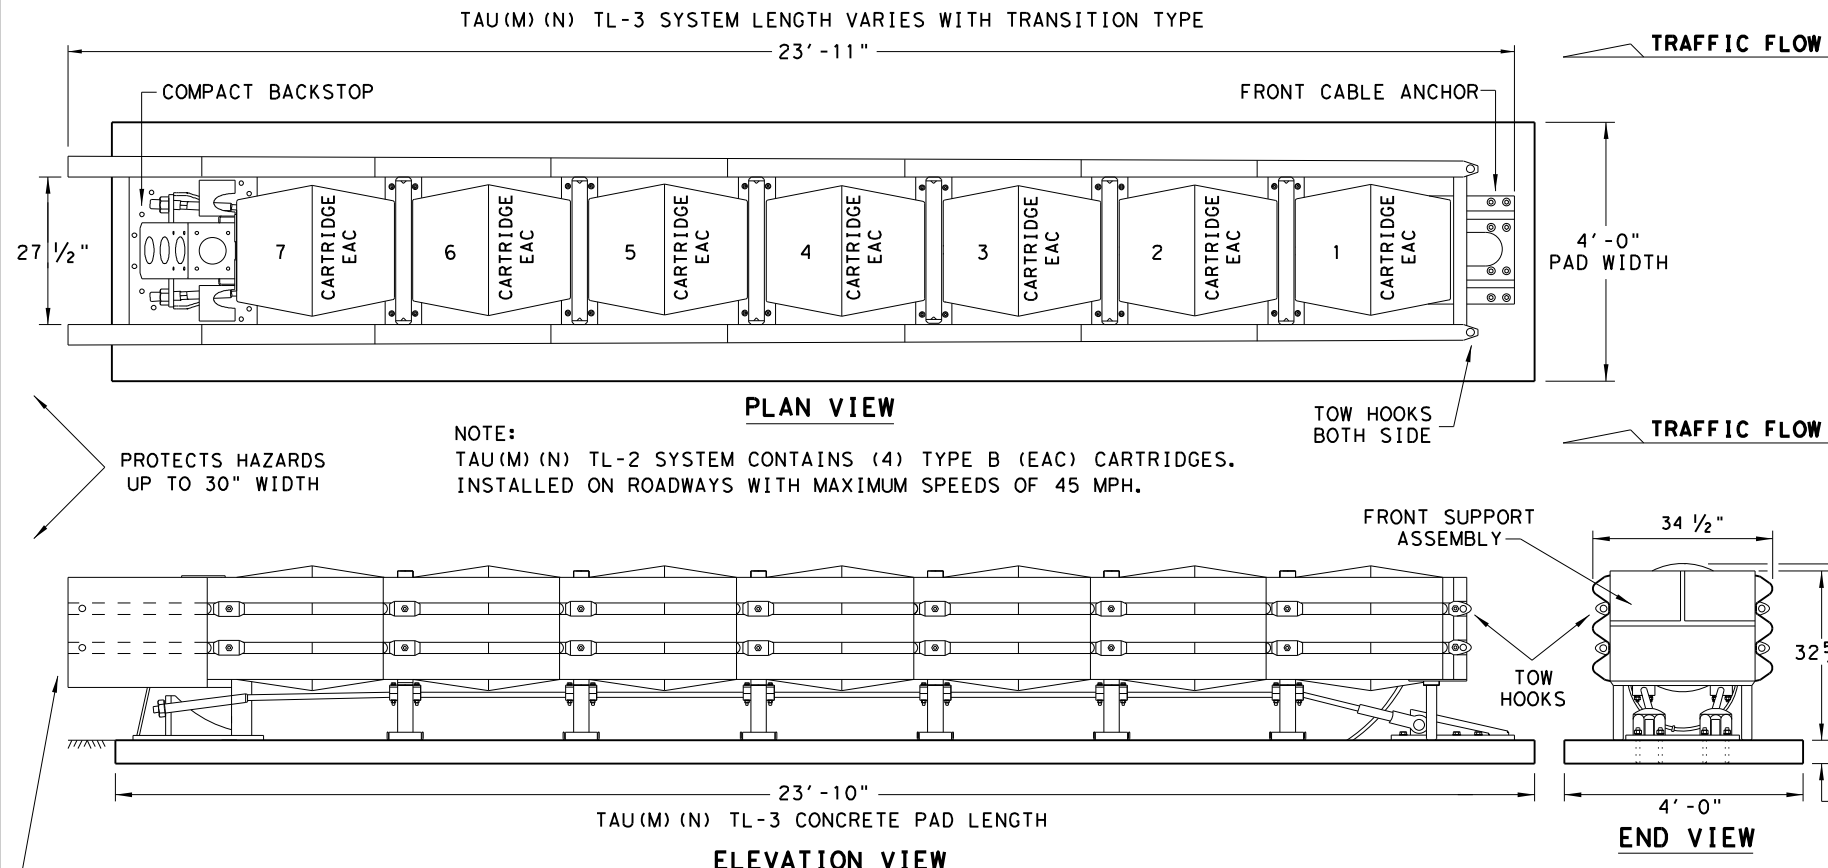 TAU(M)(N) TL-3 SYSTEM LENGTH VARIES WITH TRANSITION TYPE
23'-11"
TRAFFIC FLOW
COMPACT BACKSTOP
FRONT CABLE ANCHOR
27 1/2"
7
CARTRIDGE
EAC
6
CARTRIDGE
EAC
5
CARTRIDGE
EAC
4
CARTRIDGE
EAC
3
CARTRIDGE
EAC
2
CARTRIDGE
EAC
1
CARTRIDGE
EAC
4'-0"
PAD WIDTH
PLAN VIEW
TOW HOOKS
BOTH SIDE
TRAFFIC FLOW
PROTECTS HAZARDS
UP TO 30" WIDTH
NOTE:
TAU(M)(N) TL-2 SYSTEM CONTAINS (4) TYPE B (EAC) CARTRIDGES.
INSTALLED ON ROADWAYS WITH MAXIMUM SPEEDS OF 45 MPH.
FRONT SUPPORT
ASSEMBLY
34 1/2"
32
TOW
HOOKS
23'-10"
TAU(M)(N) TL-3 CONCRETE PAD LENGTH
ELEVATION VIEW
4'-0"
END VIEW